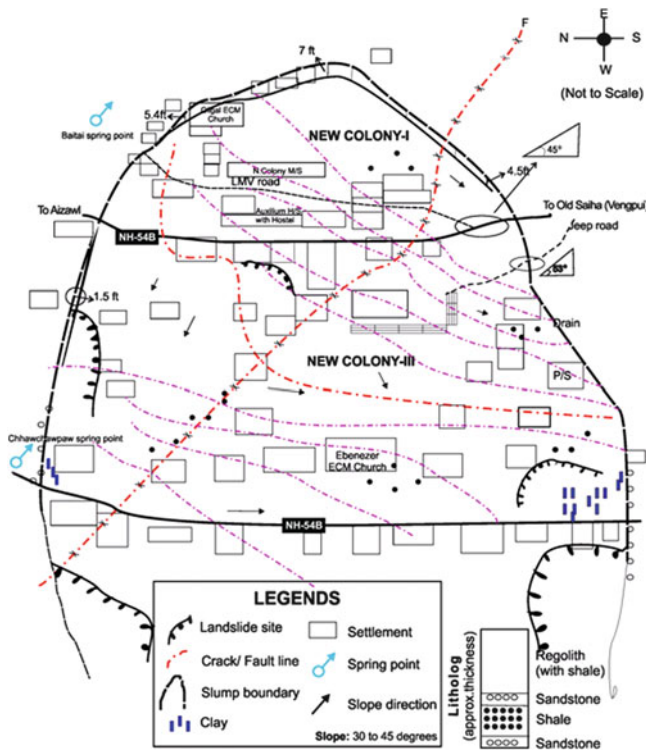 F
E
N
S
W
(Not to Scale)
7 ft
5.4ft
Baitai spring point
Gagai ECM
Church
NEW COLONY-I
N Colony M/S
LMV road
4.5ft
45°
To Aizawl
Auxilium H/S
with Hostel
To Old Saiha (Vengpui)
Jeep road
NH-54B
53°
1.5 ft
Drain
NEW COLONY-III
P/S
Chhawchawpaw spring point
Ebenezer
ECM Church
NH-54B
LEGENDS
Landslide site
Settlement
Crack/ Fault line
Spring point
Slump boundary
Slope direction
Clay
Slope: 30 to 45 degrees
Litholog
(approx.thickness)
Regolith
(with shale)
Sandstone
Shale
Sandstone